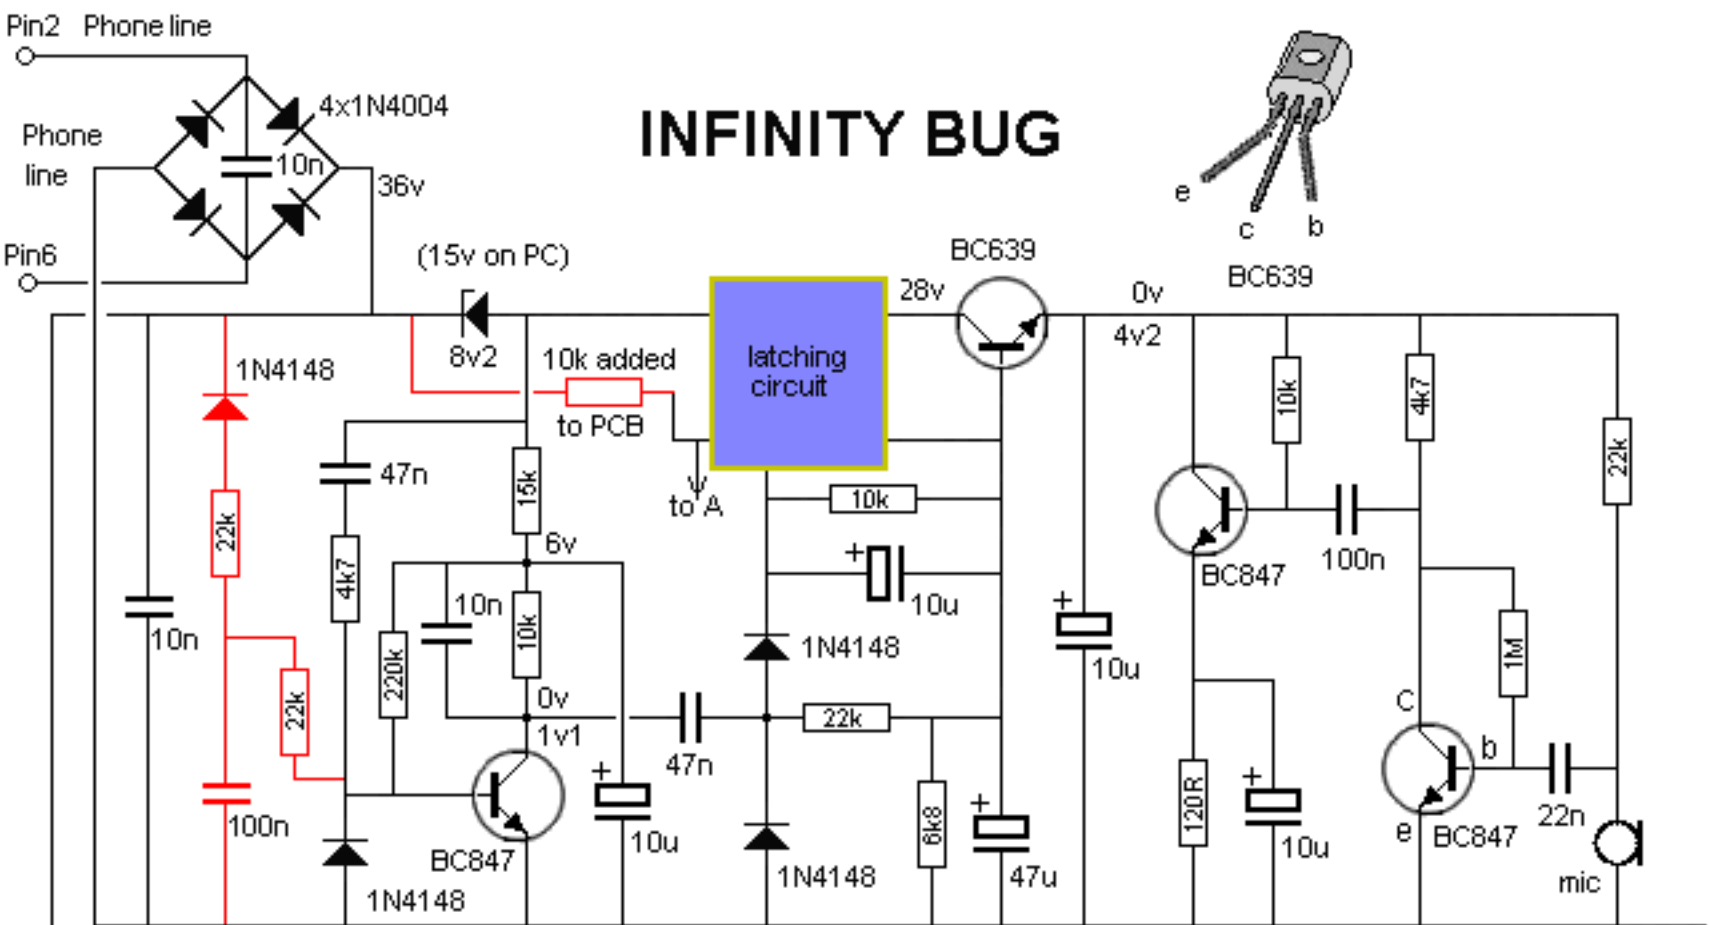 Pin2 Phone line
4x1N4004
Phone
line
10n
36v
Pin6
INFINITY BUG
e
c
b
BC639
(15v on PC)
BC639
28v
0v
4v2
8v2
latching
circuit
1N4148
10k added
to PCB
10k
4k7
22k
47n
15k
to A
10k
22k
6v
100n
BC847
4k7
10n
10k
10u
10n
220k
1N4148
10u
1M
22k
0v
1v1
22k
C
b
47n
120R
100n
10u
6k8
22n
e
BC847
BC847
1N4148
47u
10u
mic
1N4148